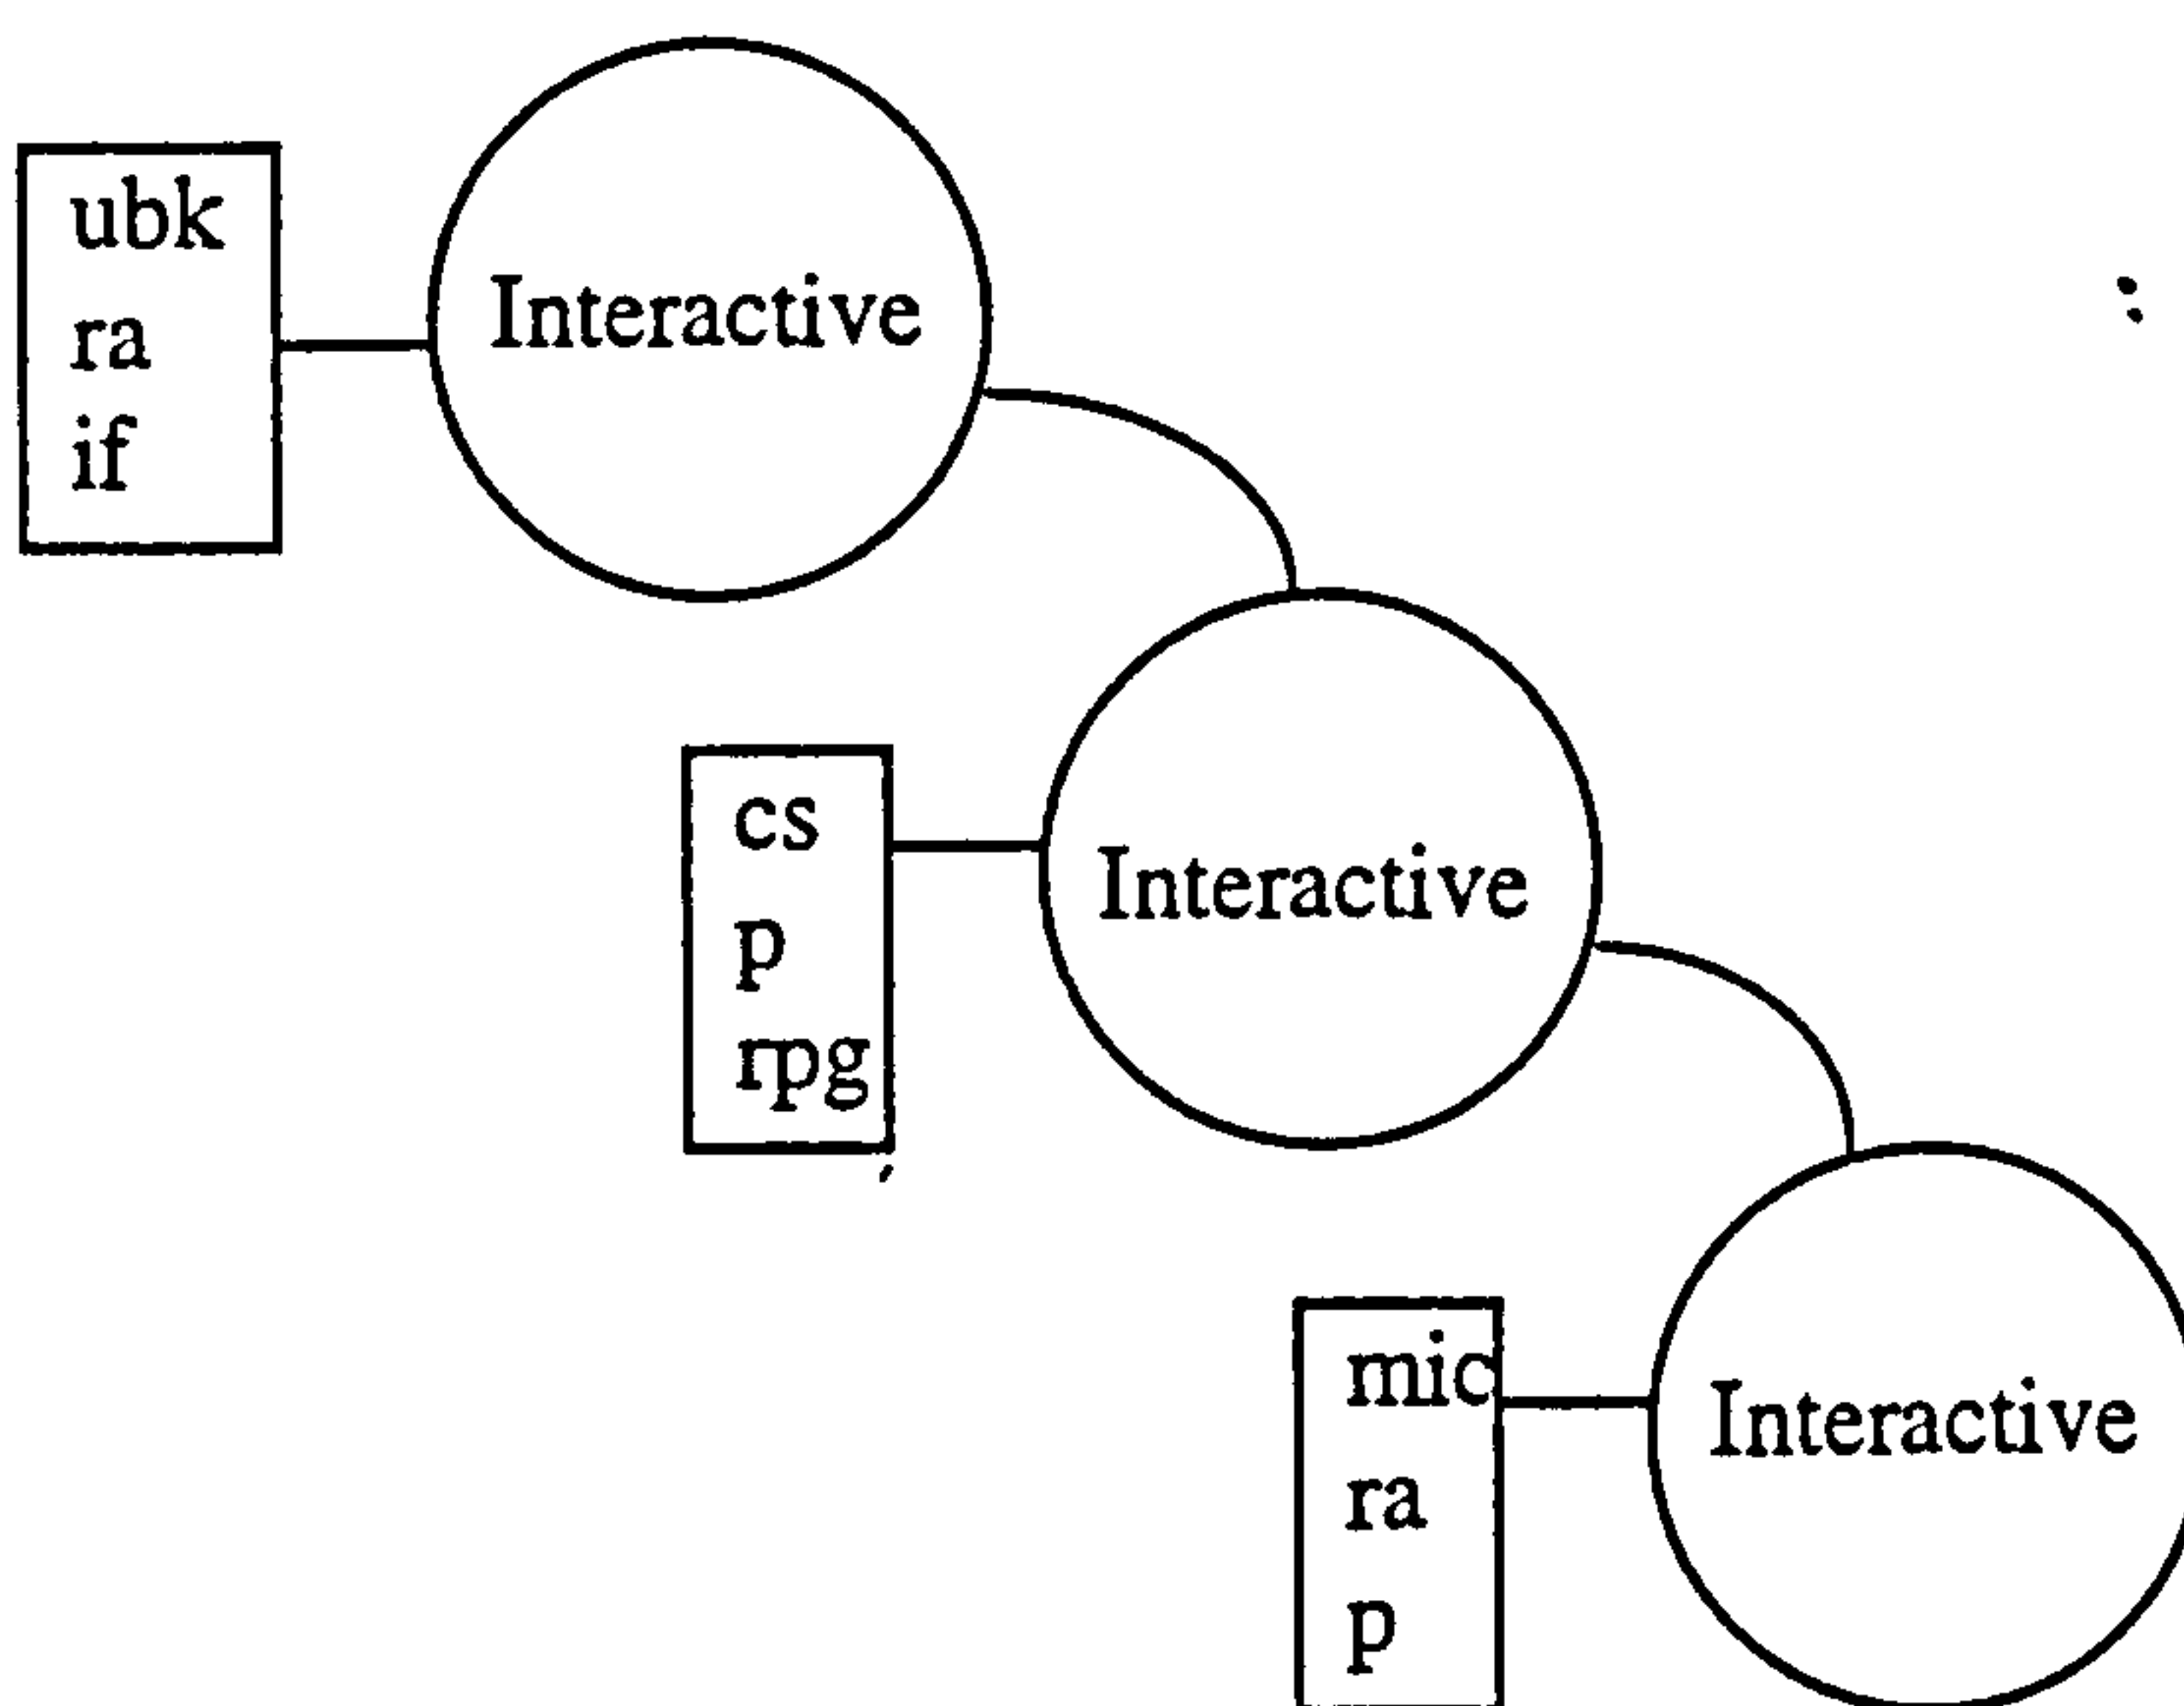 ubk
ra
if
Interactive
cs
p
rpg
Interactive
mic
ra
p
Interactive